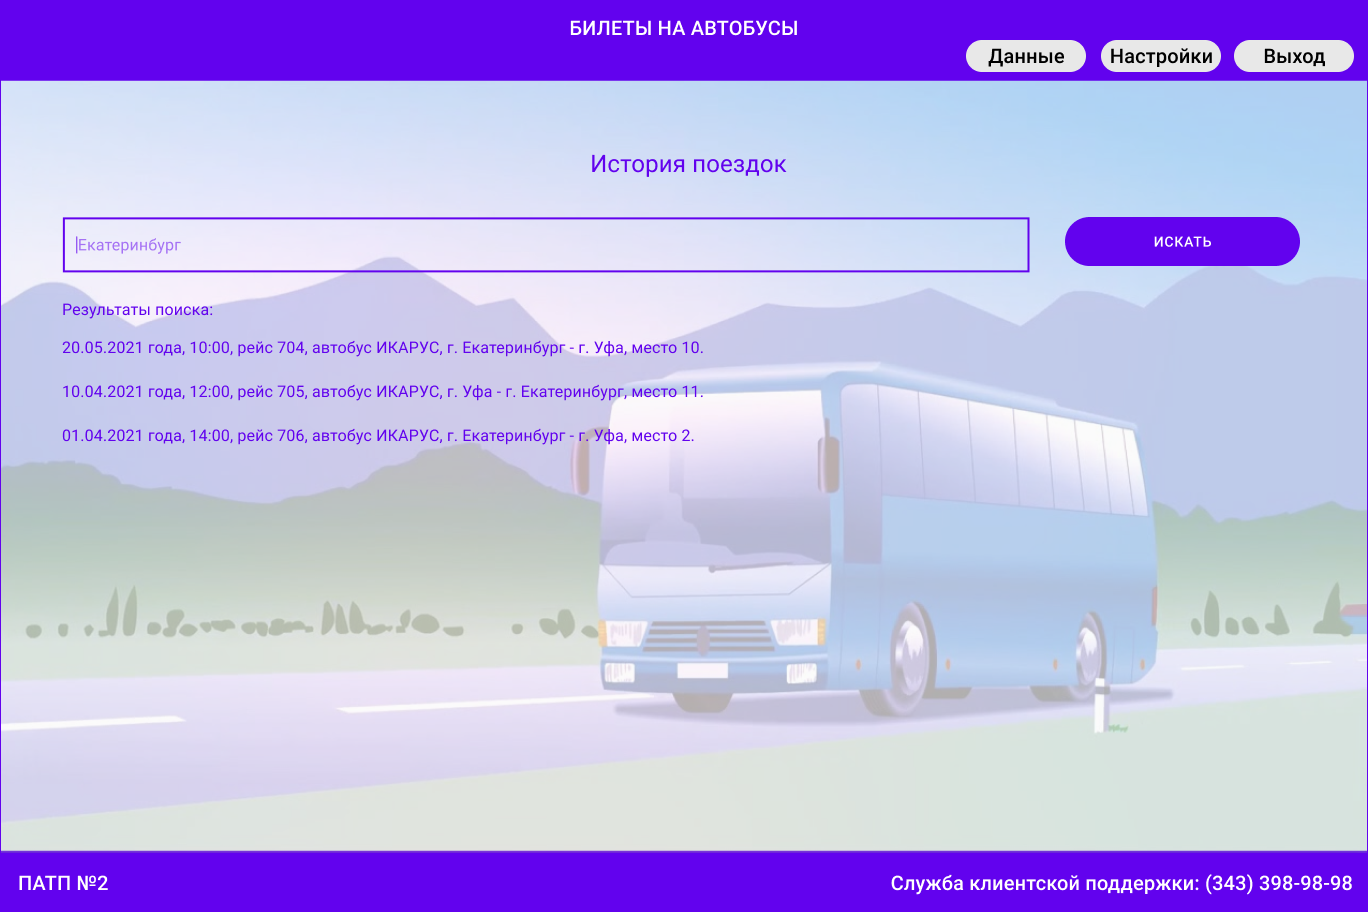 БИЛЕТЫ НА АВТОБУСЫ
Данные Настройки Выход
История поездок
Екатеринбург
ИСКАТЬ
Результаты поиска:
20.05.2021 года, 10:00, рейс 704, автобус ИКАРУС, г. Екатеринбург - г. Уфа, место 10.
10.04.2021 года, 12:00, рейс 705, автобус ИКАРУС, г. Уфа - г. Екатеринбург, место 11.
01.04.2021 года, 14:00, рейс 706, автобус ИКАРУС, г. Екатеринбург - г. Уфа, место 2.
ПАТП №2
Служба клиентской поддержки: (343) 398-98-98